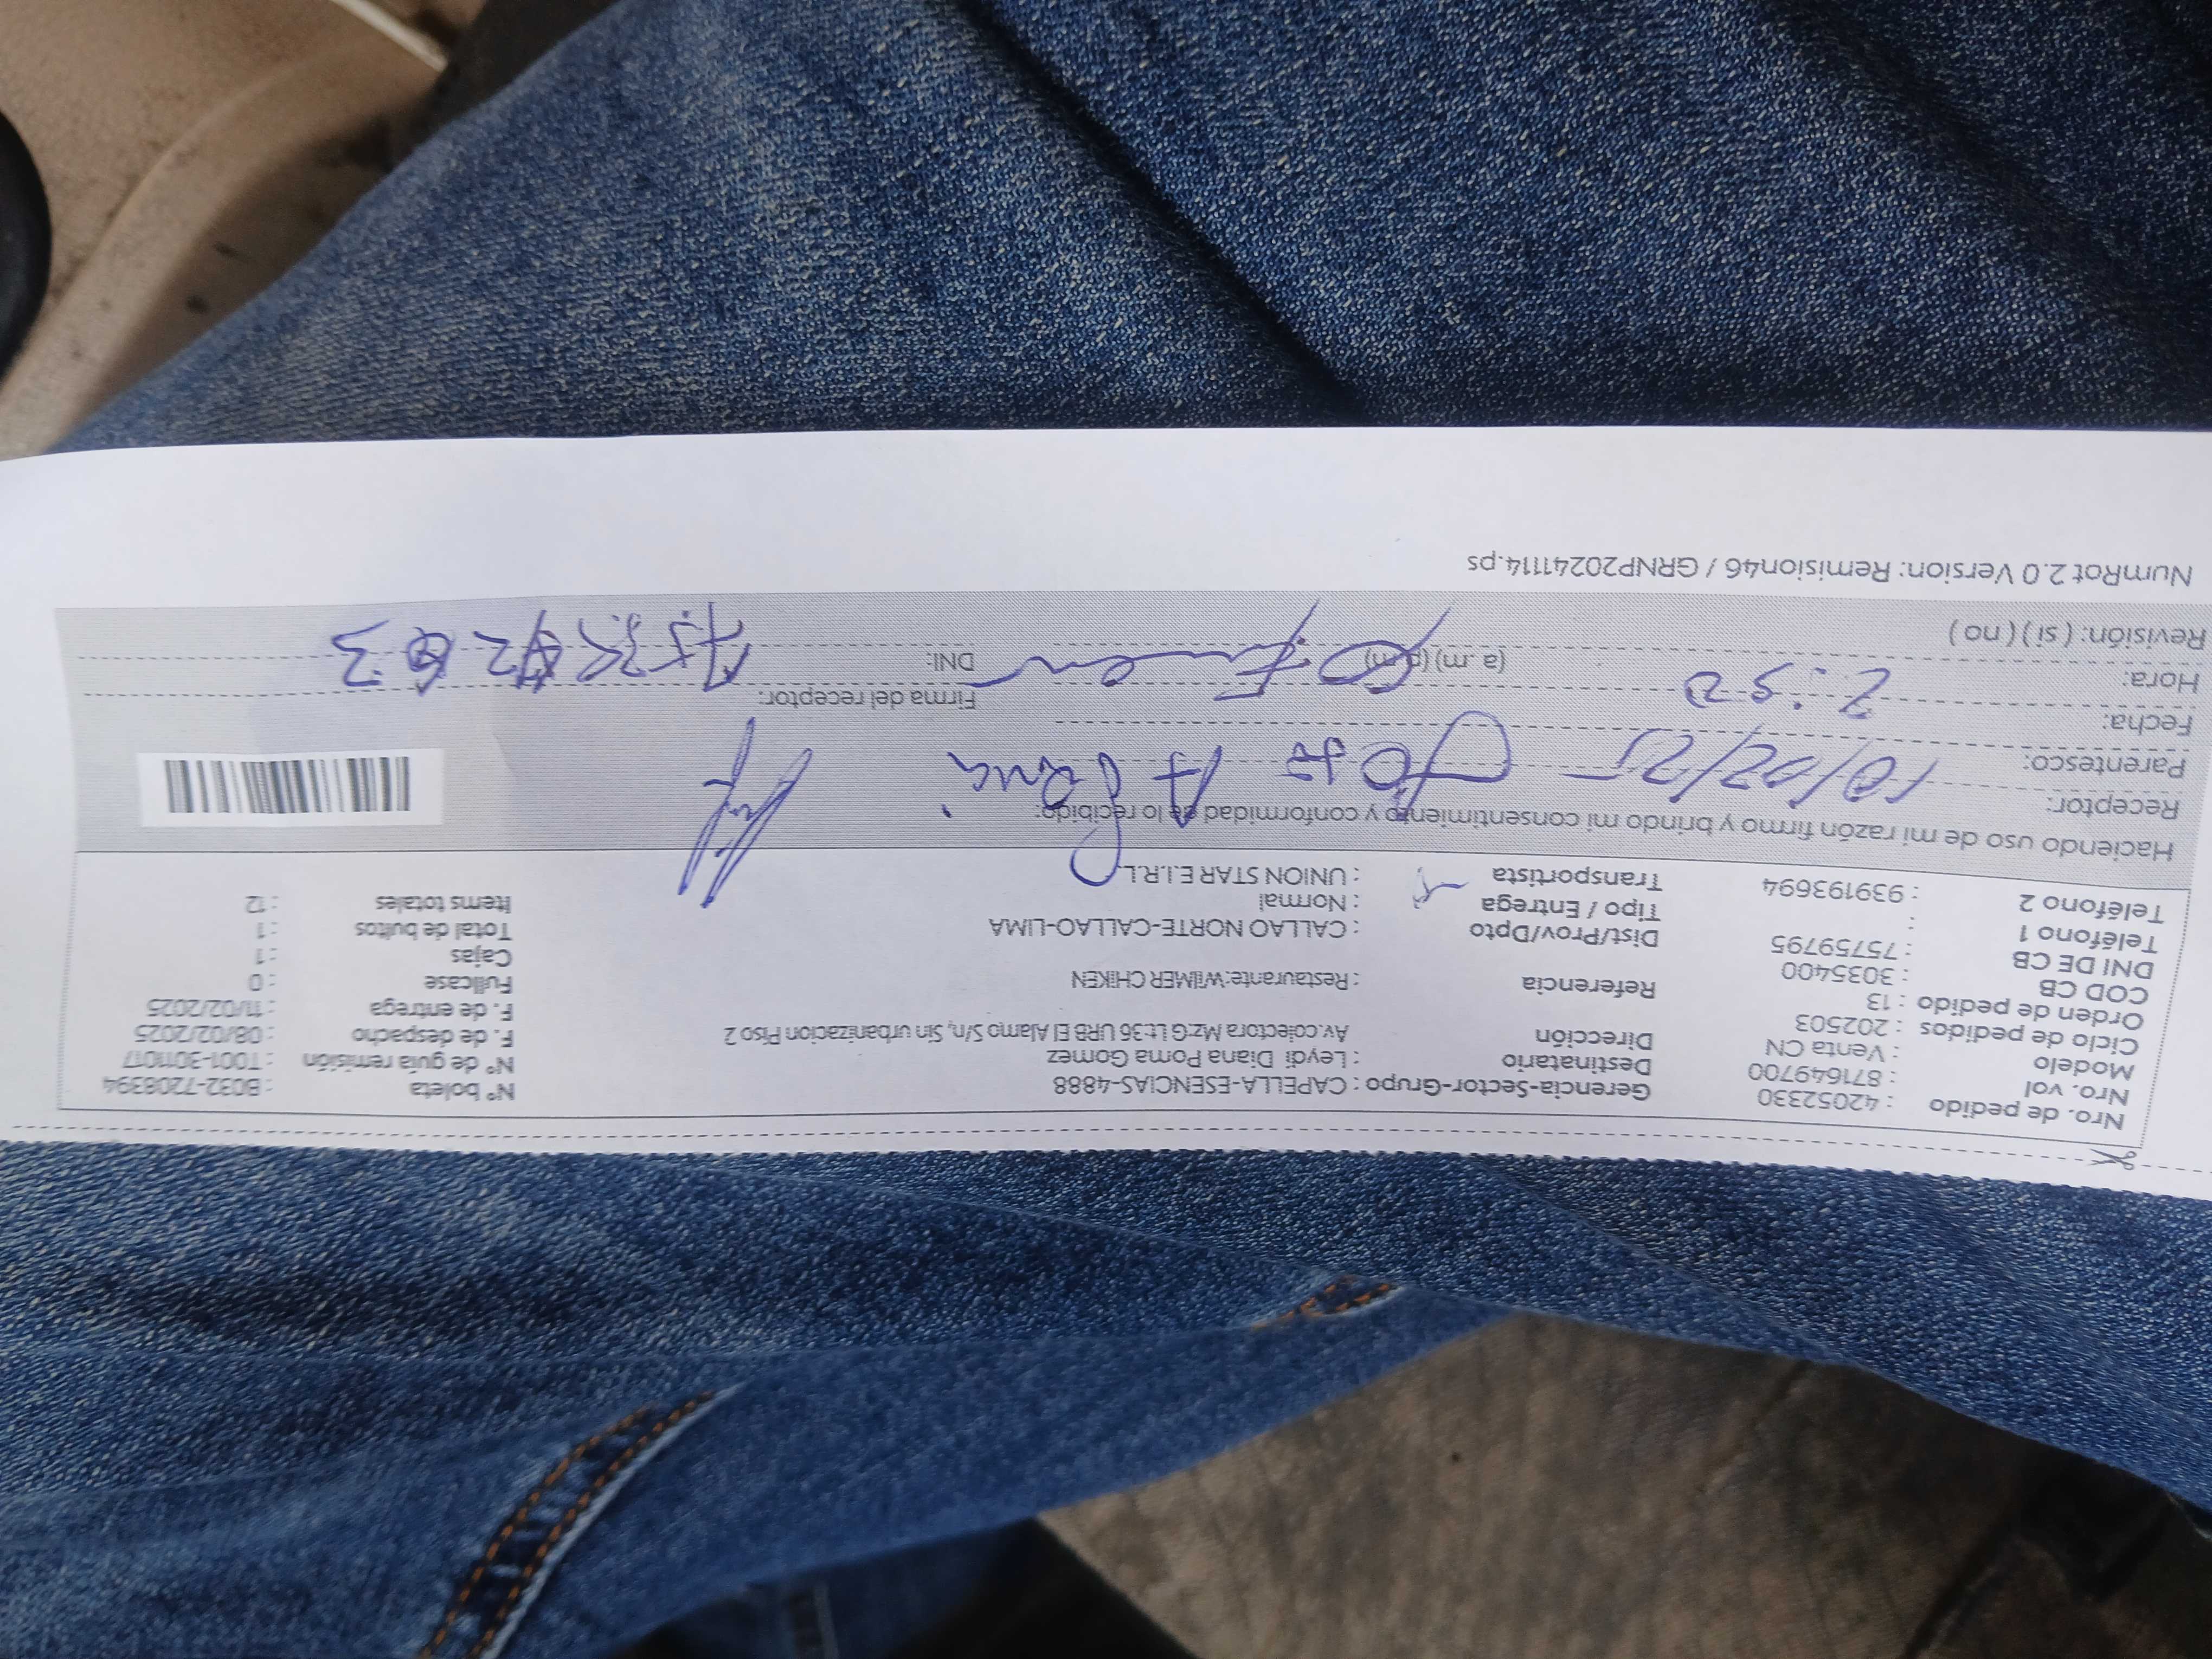 Nro. de pedido : 42052330 Gerencia-Sector-Grupo : CAPELLA-ESENCIAS-4888 N° boleta : B032-7208394
Nro. vol : 871649700 Destinatario : Leydi Diana Poma Gomez N° de guía remisión : T001-3011017
Modelo : Venta CN Dirección Av.colectora Mz:G Lt:36 URB El Alamo S/n, Sin urbanizacion Piso 2 F. de despacho : 08/02/2025
Ciclo de pedidos : 202503 F. de entrega : 11/02/2025
Orden de pedido : 13 Referencia : Restaurante:WilMER CHIKEN Fullcase : 0
COD CB : 3035400 Cajas : 1
DNI DE CB : 75759795 Dist/Prov/Dpto : CALLAO NORTE-CALLAO-LIMA Total de bultos : 1
Teléfono 1 : Tipo / Entrega : Normal Items totales : 12
Teléfono 2 : 939193694 Transportista : UNION STAR E.I.R.L.
Haciendo uso de mi razón firmo y brindo mi consentimiento y conformidad de lo recibido:
Receptor:
Parentesco: 10/02/25
Fecha: Firma del receptor:
Hora: 2:50 (a .m) (p.m) DNI:
Revisión: ( si ) ( no )
NumRot 2.0 Version: Remision46 / GRNP20241114.ps